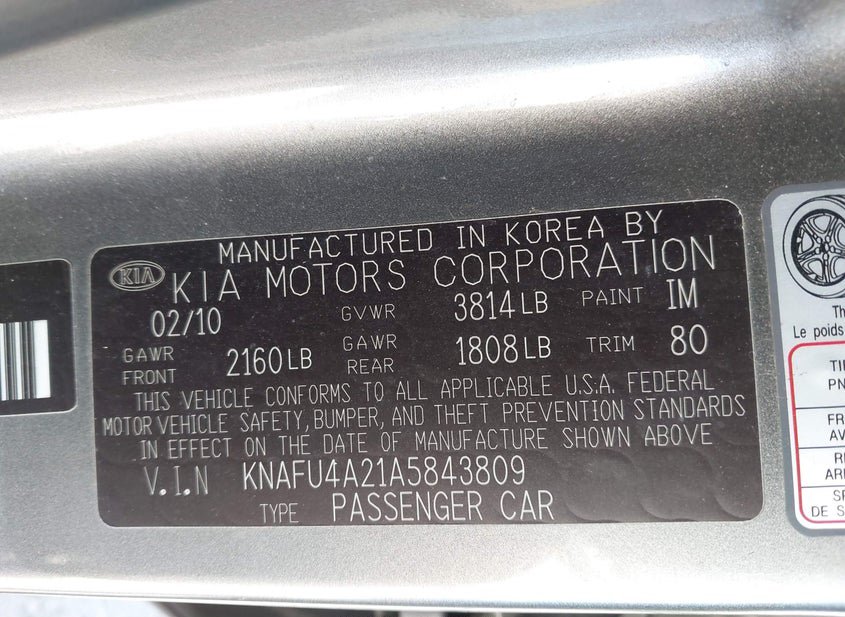 MANUFACTURED IN KOREA BY
KIA KIA MOTORS CORPORATION
02/10 GVWR 3814LB PAINT IM
GAWR FRONT 2160LB GAWR REAR 1808LB TRIM 80
THIS VEHICLE CONFORMS TO ALL APPLICABLE U.S.A. FEDERAL
MOTOR VEHICLE SAFETY, BUMPER, AND THEFT PREVENTION STANDARDS
IN EFFECT ON THE DATE OF MANUFACTURE SHOWN ABOVE
V.I.N KNAFU4A21A5843809
TYPE PASSENGER CAR
Le poids